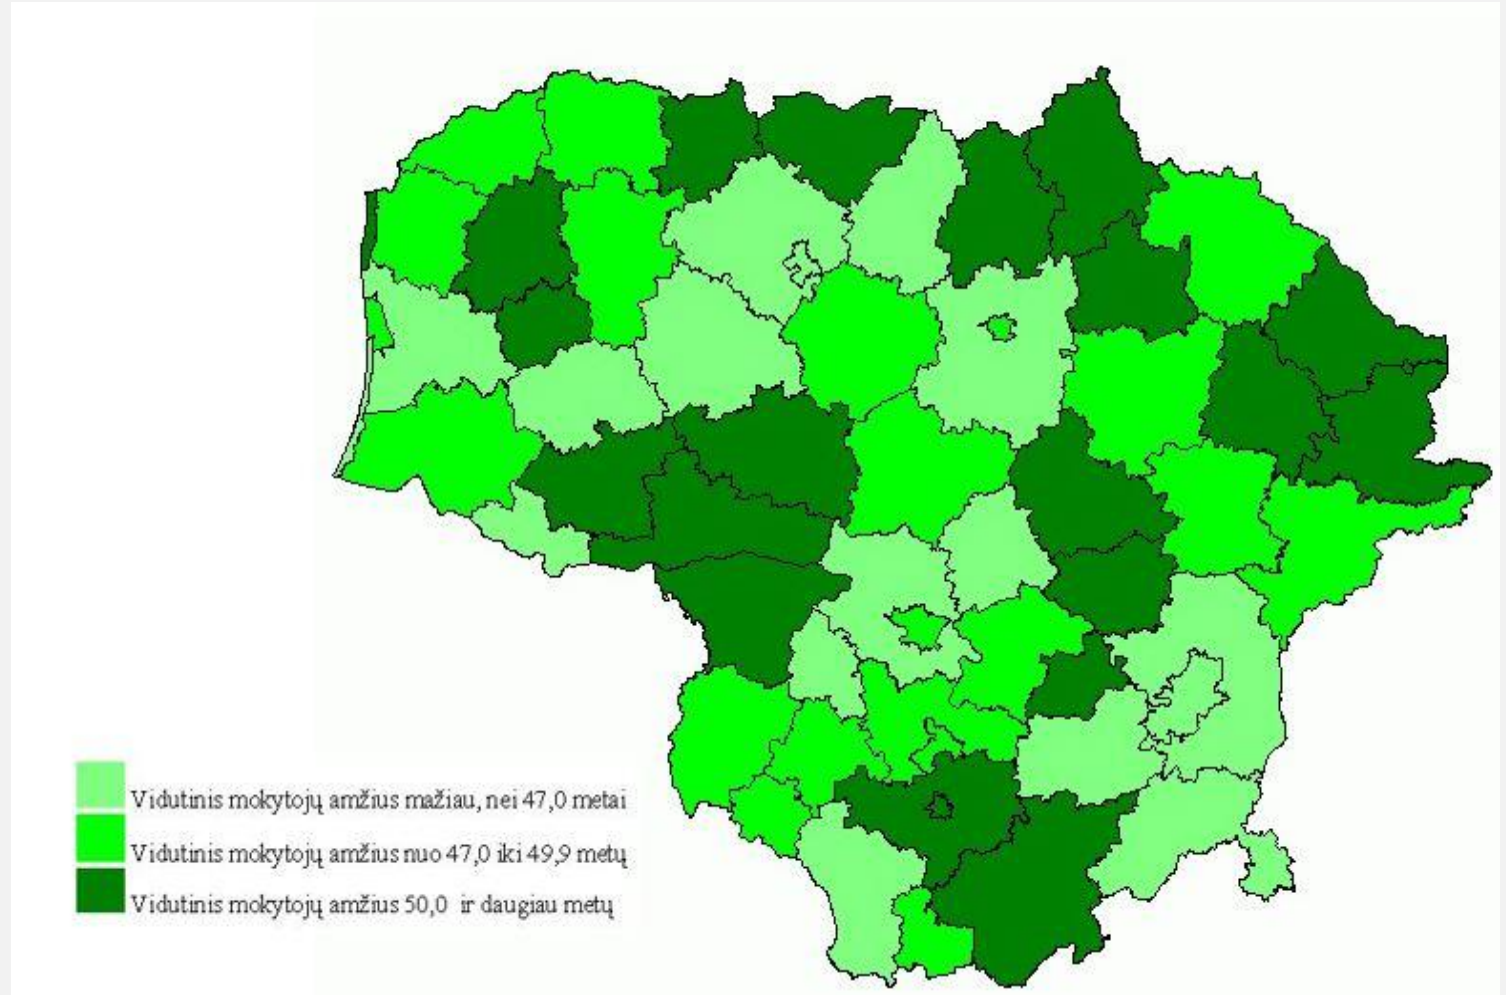 Vidutinis mokytojų amžius mažiau, nei 47,0 metai
Vidutinis mokytojų amžius nuo 47,0 iki 49,9 metų
Vidutinis mokytojų amžius 50,0 ir daugiau metų